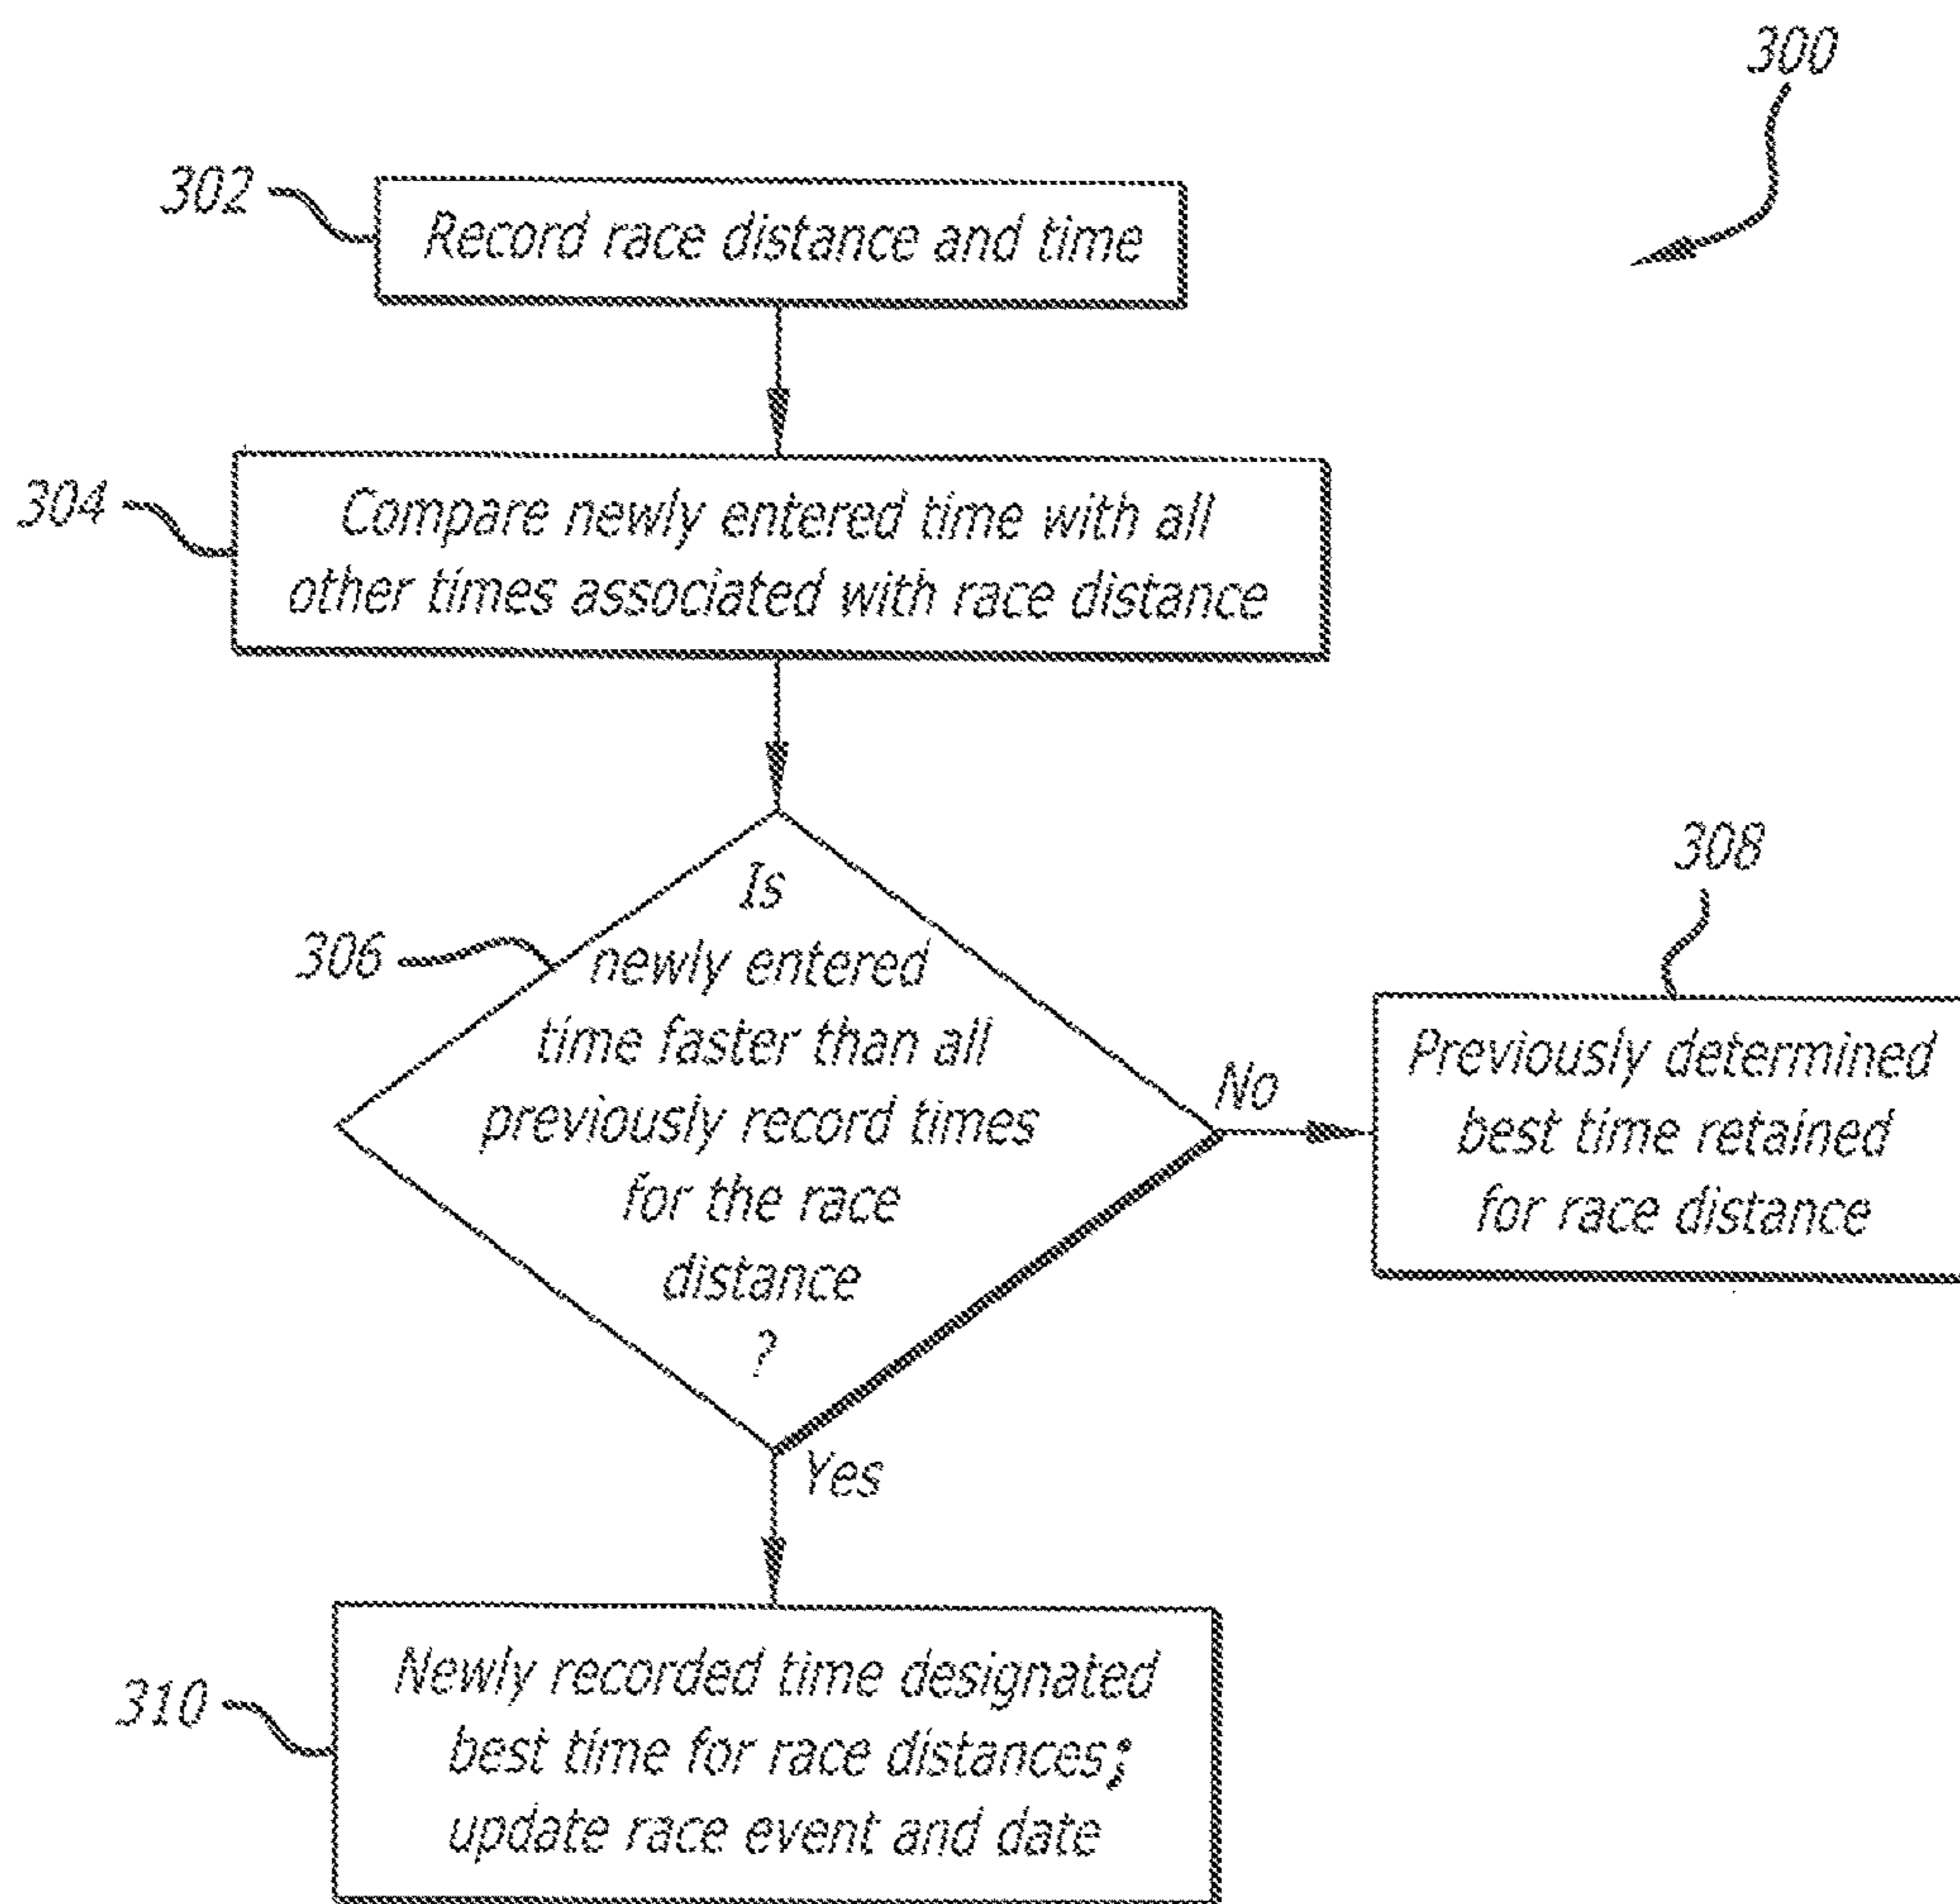 300
302
Record race distance and time
304
Compare newly entered time with all
other times associated with race distance
306
Is
newly entered
time faster than all
previously record times
for the race
distance
?
No
308
Previously determined
best time retained
for race distance
Yes
310
Newly recorded time designated
best time for race distances;
update race event and date